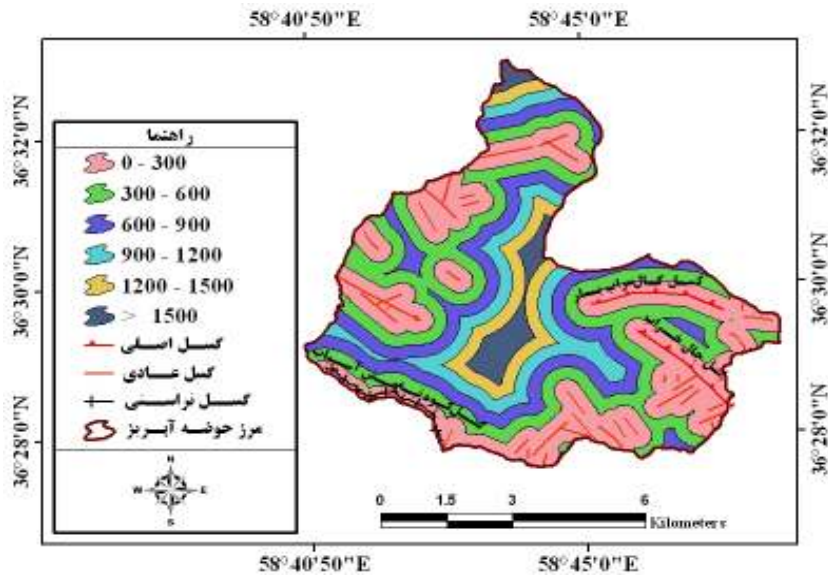 58°40'50"E 58°45'0"E
36°32'0"N 36°32'0"N
36°30'0"N 36°30'0"N
36°28'0"N 36°28'0"N
راهنما
0 - 300
300 - 600
600 - 900
900 - 1200
1200 - 1500
> 1500
گسل اصلی
گسل عادی
گسل تراستی
مرز حوضه آبریز
N
W E
S
گسل
گسل
0 1.5 3 6
Kilometers
58°40'50"E 58°45'0"E